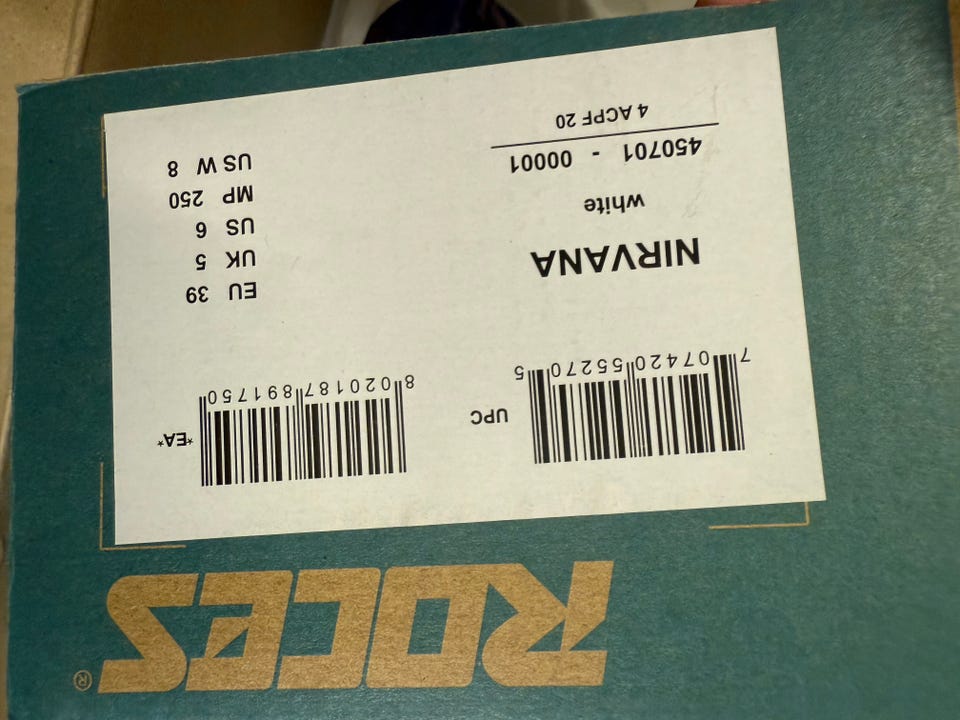 ROCES®
7 07420 55270 5
UPC
8 020187 891750
*EA*
NIRVANA
white
450701 - 00001
4 ACPF 20
EU 39
UK 5
US 6
MP 250
US W 8